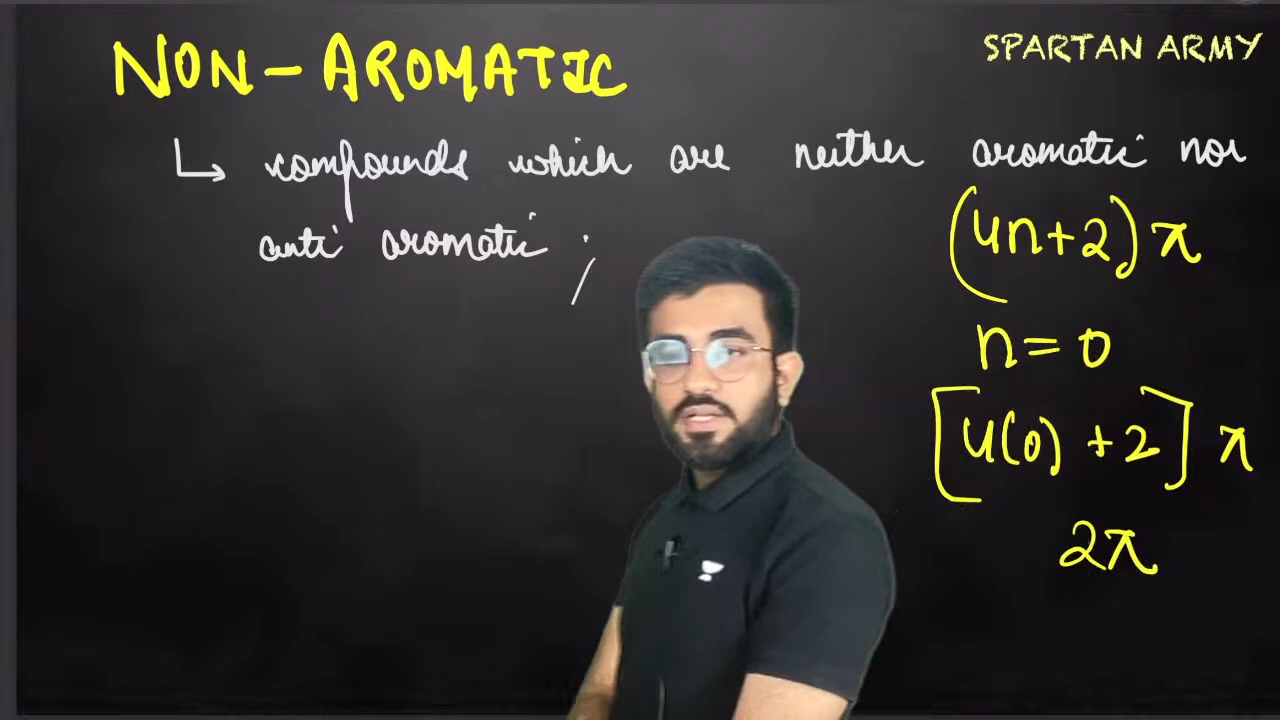 NON-AROMATIC
SPARTAN ARMY
↳ compounds which are neither aromatic nor
anti aromatic ;
(4n+2)π
n=0
[4(0) +2] π
2π